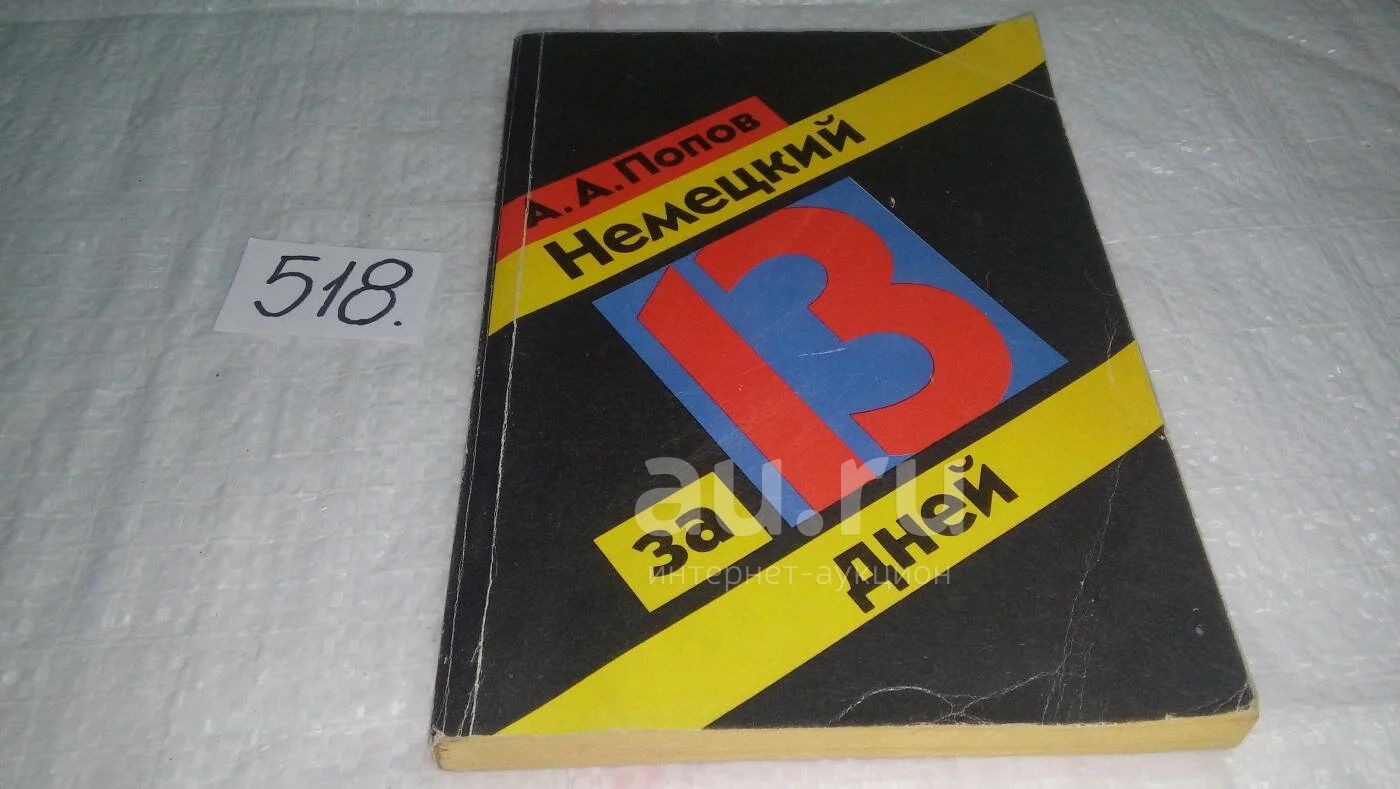 518.
А.А.Попов
Немецкий
13
за
дней
au.ru
интернет-аукцион